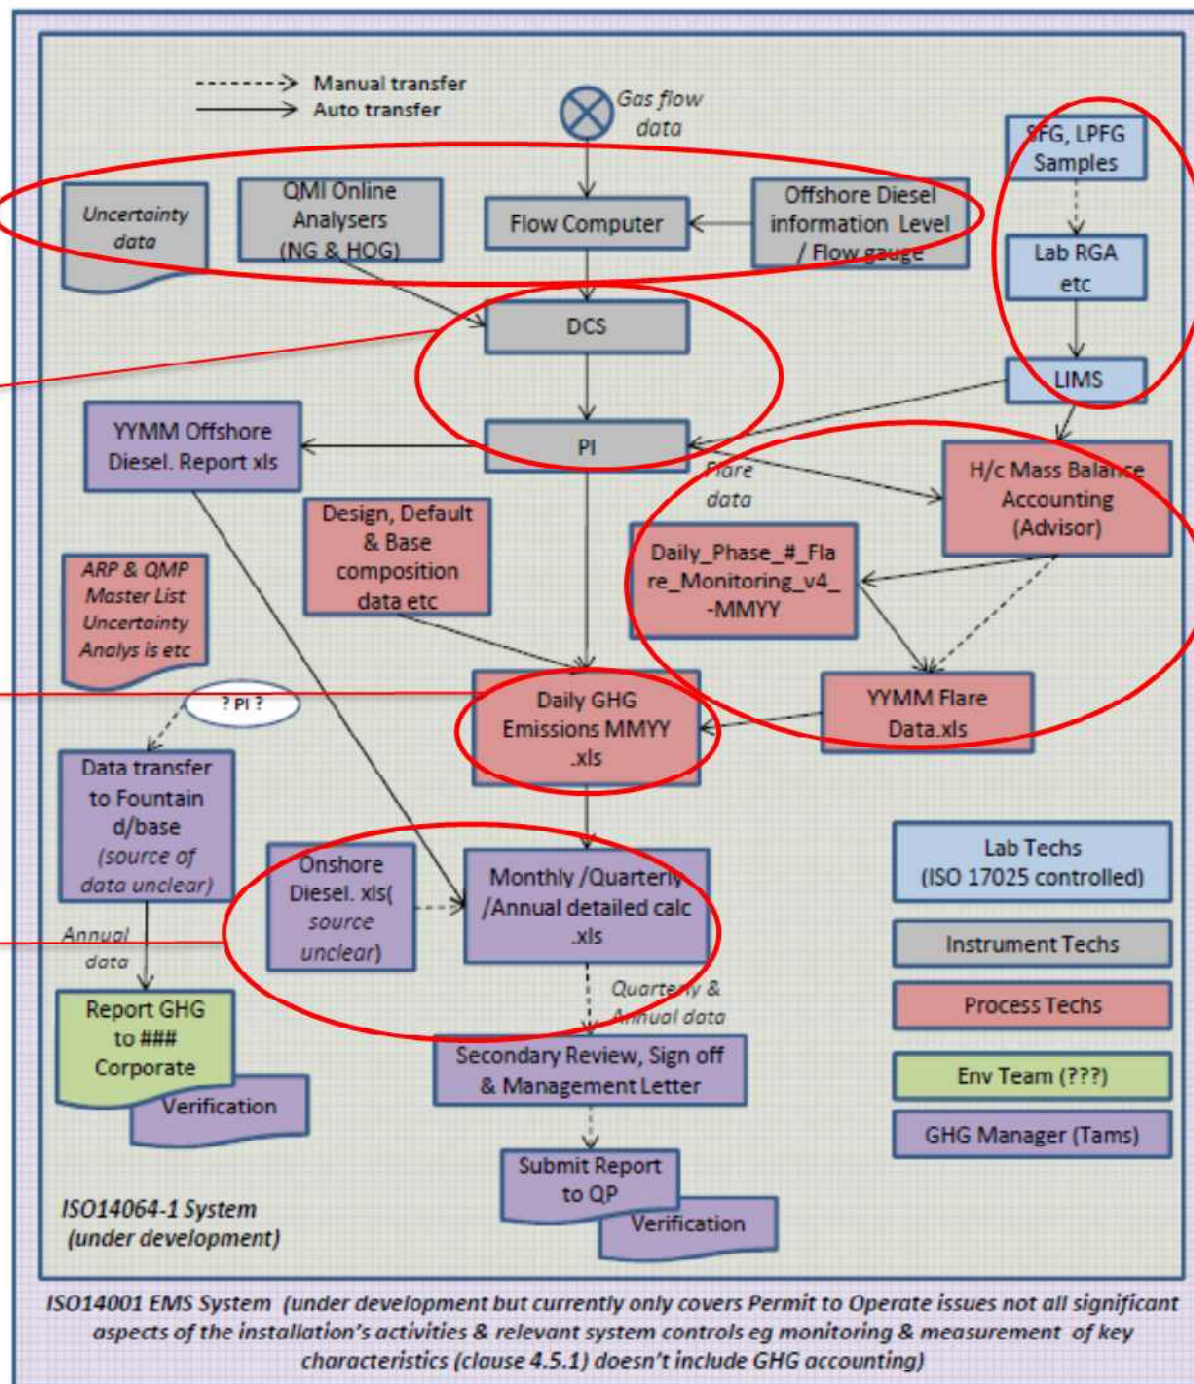 Manual transfer
Auto transfer
Gas flow
data
SFG, LPFG
Samples
Uncertainty
data
QMI Online
Analysers
(NG & HOG)
Flow Computer
Offshore Diesel
information Level
/ Flow gauge
Lab RGA
etc
DCS
LIMS
YYMM Offshore
Diesel. Report xls
PI
Flare
data
H/c Mass Balance
Accounting
(Advisor)
Design, Default
& Base
composition
data etc
Daily_Phase_#_Fla
re_Monitoring_v4_
-MMYY
ARP & QMP
Master List
Uncertainty
Analys is etc
? PI ?
Daily GHG
Emissions MMYY
.xls
YYMM Flare
Data.xls
Data transfer
to Fountain
d/base
(source of
data unclear)
Onshore
Diesel. xls(
source
unclear)
Monthly /Quarterly
/Annual detailed calc
.xls
Lab Techs
(ISO 17025 controlled)
Instrument Techs
Process Techs
Env Team (???)
GHG Manager (Tams)
Annual
data
Quarterly &
Annual data
Report GHG
to ###
Corporate
Verification
Secondary Review, Sign off
& Management Letter
Submit Report
to QP
Verification
ISO14064-1 System
(under development)
ISO14001 EMS System (under development but currently only covers Permit to Operate issues not all significant
aspects of the installation's activities & relevant system controls eg monitoring & measurement of key
characteristics (clause 4.5.1) doesn't include GHG accounting)